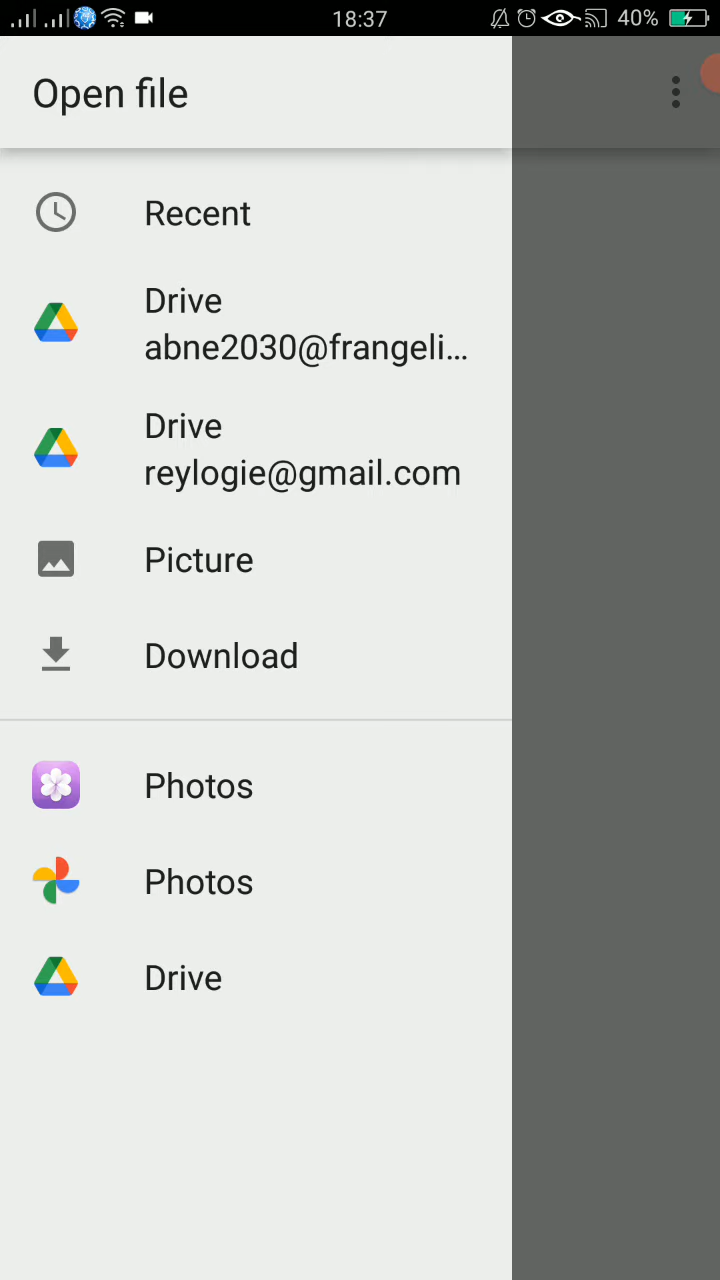 18:37
40%
Open file
Recent
Drive
abne2030@frangeli...
Drive
reylogie@gmail.com
Picture
Download
Photos
Photos
Drive